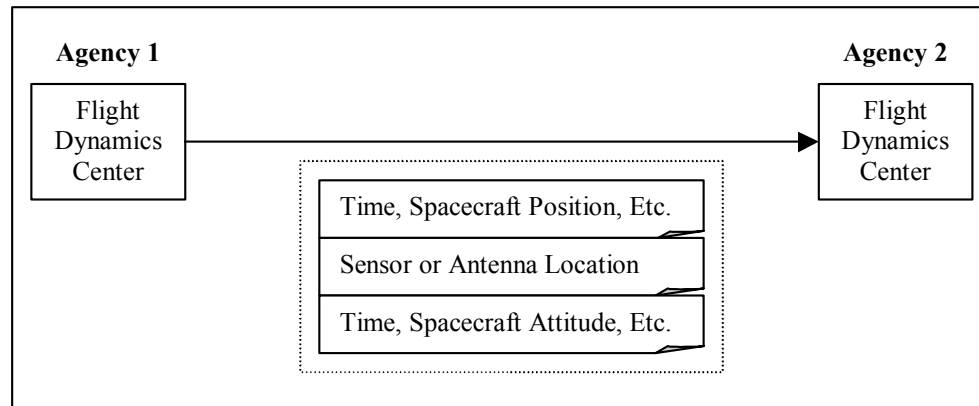 Agency 1
Agency 2
Flight
Dynamics
Center
Flight
Dynamics
Center
Time, Spacecraft Position, Etc.
Sensor or Antenna Location
Time, Spacecraft Attitude, Etc.